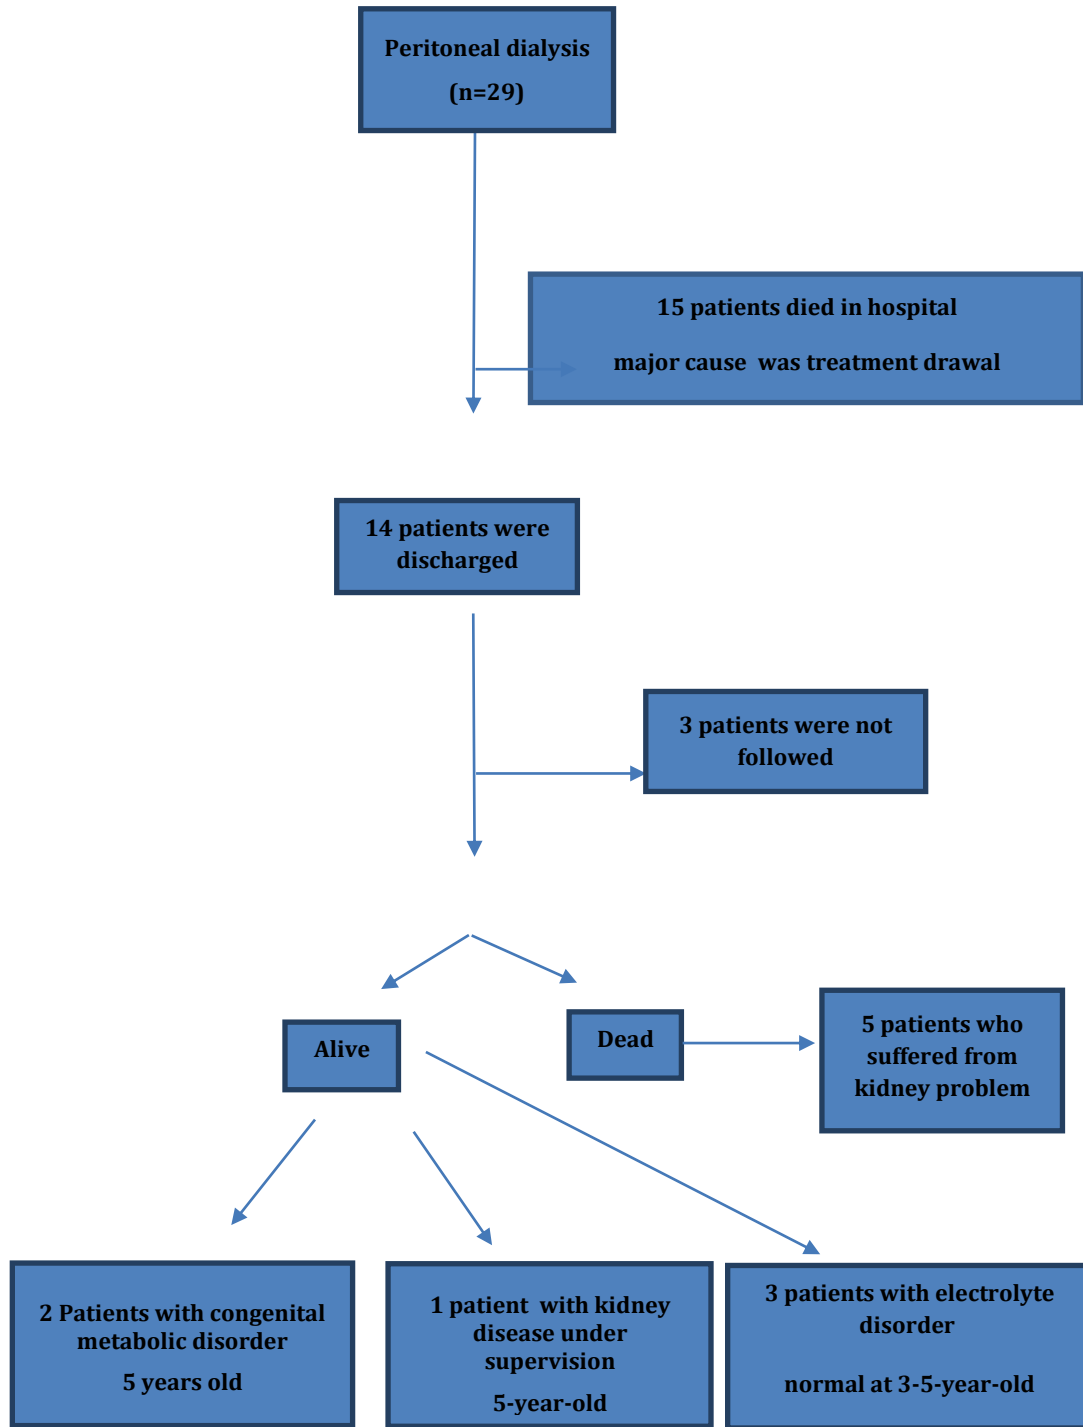 Peritoneal dialysis
(n=29)
15 patients died in hospital
major cause was treatment drawal
14 patients were
discharged
3 patients were not
followed
Alive
Dead
5 patients who
suffered from
kidney problem
2 Patients with congenital
metabolic disorder
5 years old
1 patient with kidney
disease under
supervision
5-year-old
3 patients with electrolyte
disorder
normal at 3-5-year-old